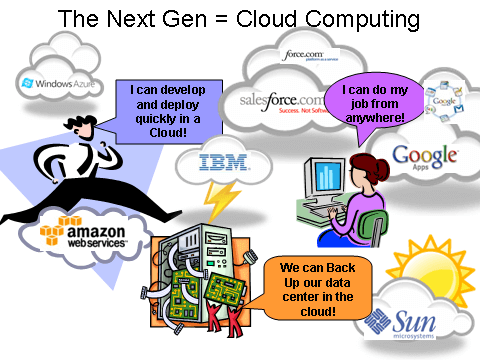 The Next Gen = Cloud Computing
force.com
platform as a service
Windows Azure
I can develop
and deploy
quickly in a
Cloud!
salesforce.com
Success. Not Software.
I can do my
job from
anywhere!
Google
IBM
Google
Apps
amazon
webservices
We can Back
Up our data
center in the
cloud!
Sun
microsystems